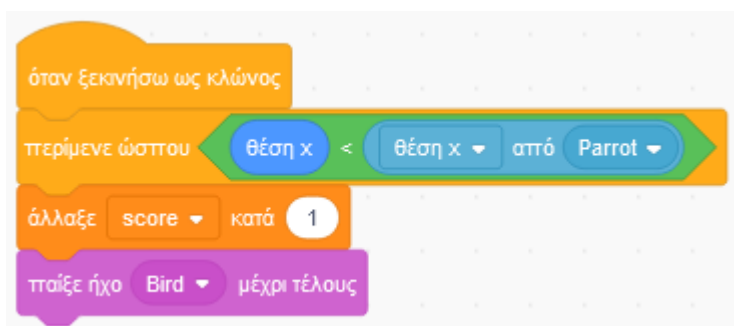 όταν ξεκινήσω ως κλώνος
περίμενε ώσπου θέση x < θέση x από Parrot
άλλαξε score κατά 1
παίξε ήχο Bird μέχρι τέλους